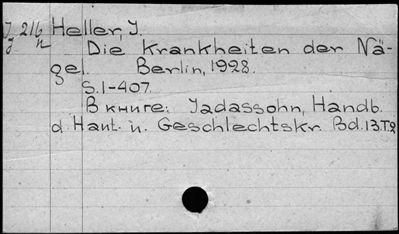 J 216 Heller, J.
J n Die Krankheiten der Nä-
gel. Berlin, 1928.
S. 1-407.
В книге: Jadassohn, Handb.
d. Haut- u. Geschlechtskr. Bd. 13. T. 2